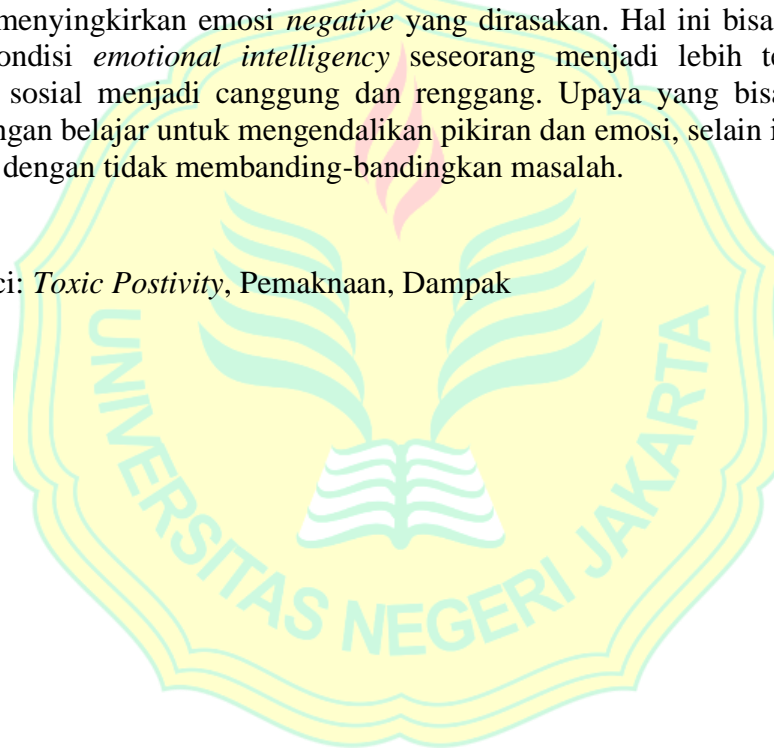 menyingkirkan emosi negative yang dirasakan. Hal ini bisa
ondisi emotional intelligency seseorang menjadi lebih
sosial menjadi canggung dan renggang. Upaya yang bisa
ngan belajar untuk mengendalikan pikiran dan emosi, selain
dengan tidak membanding-bandingkan masalah.
ci: Toxic Postivity, Pemaknaan, Dampak
UNIVERSITAS NEGERI JAKARTA